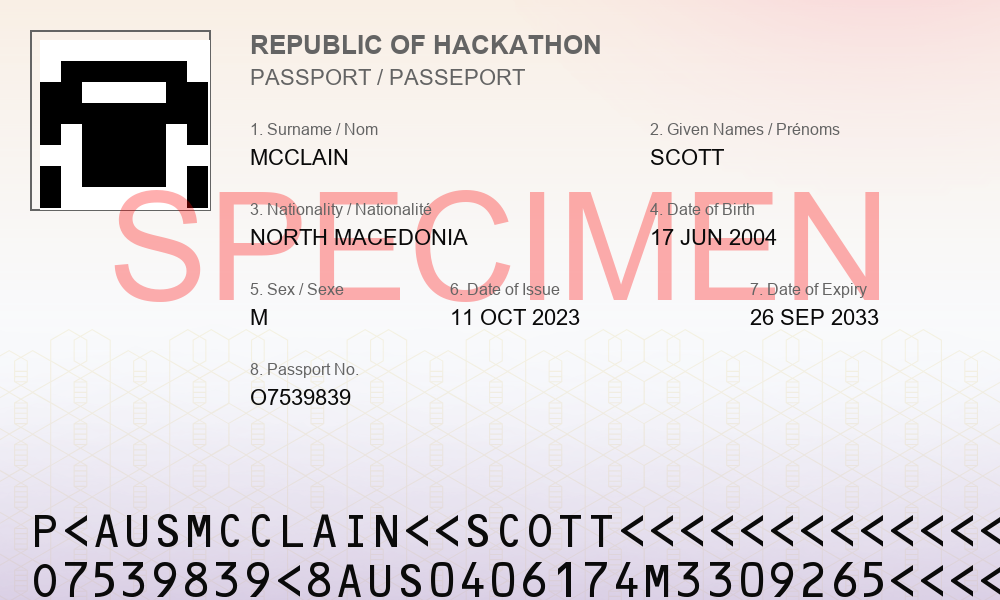 REPUBLIC OF HACKATHON
PASSPORT / PASSEPORT
1. Surname / Nom
2. Given Names / Prénoms
MCCLAIN
SCOTT
SPECIMEN
3. Nationality / Nationalité
4. Date of Birth
NORTH MACEDONIA
17 JUN 2004
5. Sex / Sexe
6. Date of Issue
7. Date of Expiry
M
11 OCT 2023
26 SEP 2033
8. Passport No.
O7539839
P<AUSMCCLAIN<<SCOTT<<<<<<<<<<<<<
O7539839<8AUS0406174M3309265<<<<